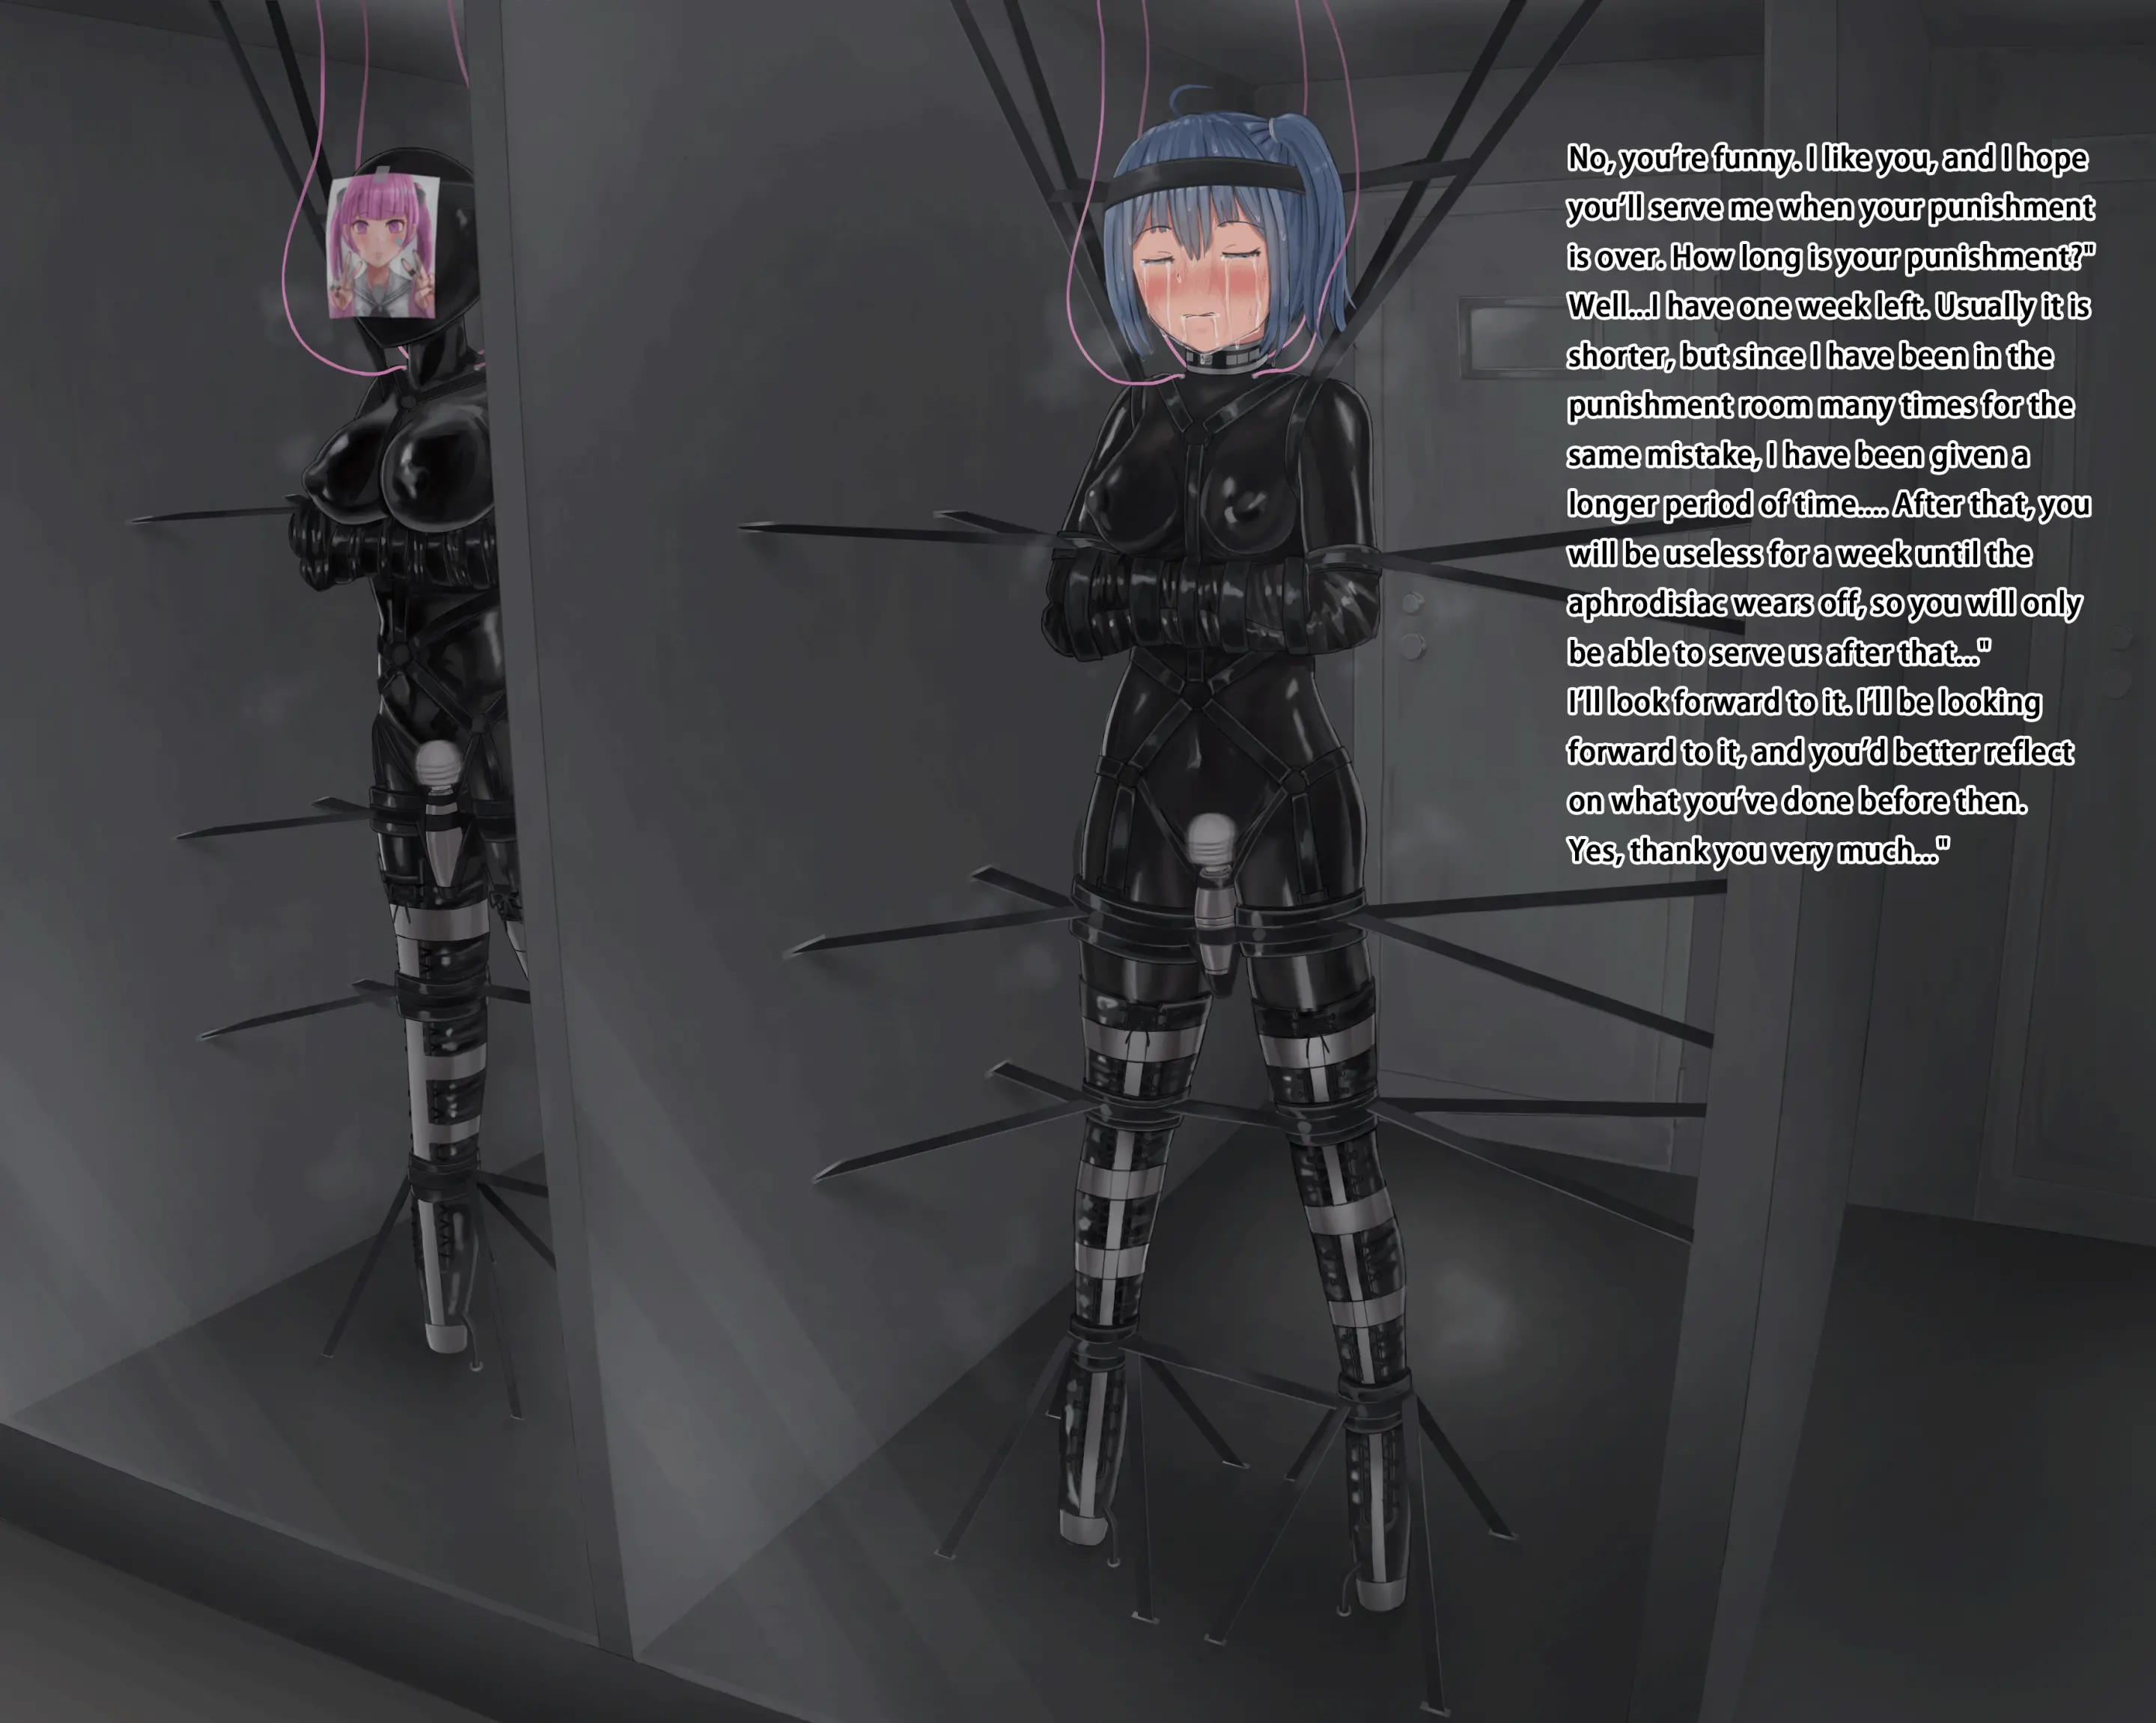 No, you're funny. I like you, and I hope
you'll serve me when your punishment
is over. How long is your punishment?"
Well...I have one week left. Usually it is
shorter, but since I have been in the
punishment room many times for the
same mistake, I have been given a
longer period of time.... After that, you
will be useless for a week until the
aphrodisiac wears off, so you will only
be able to serve us after that..."
I'll look forward to it. I'll be looking
forward to it, and you'd better reflect
on what you've done before then.
Yes, thank you very much..."